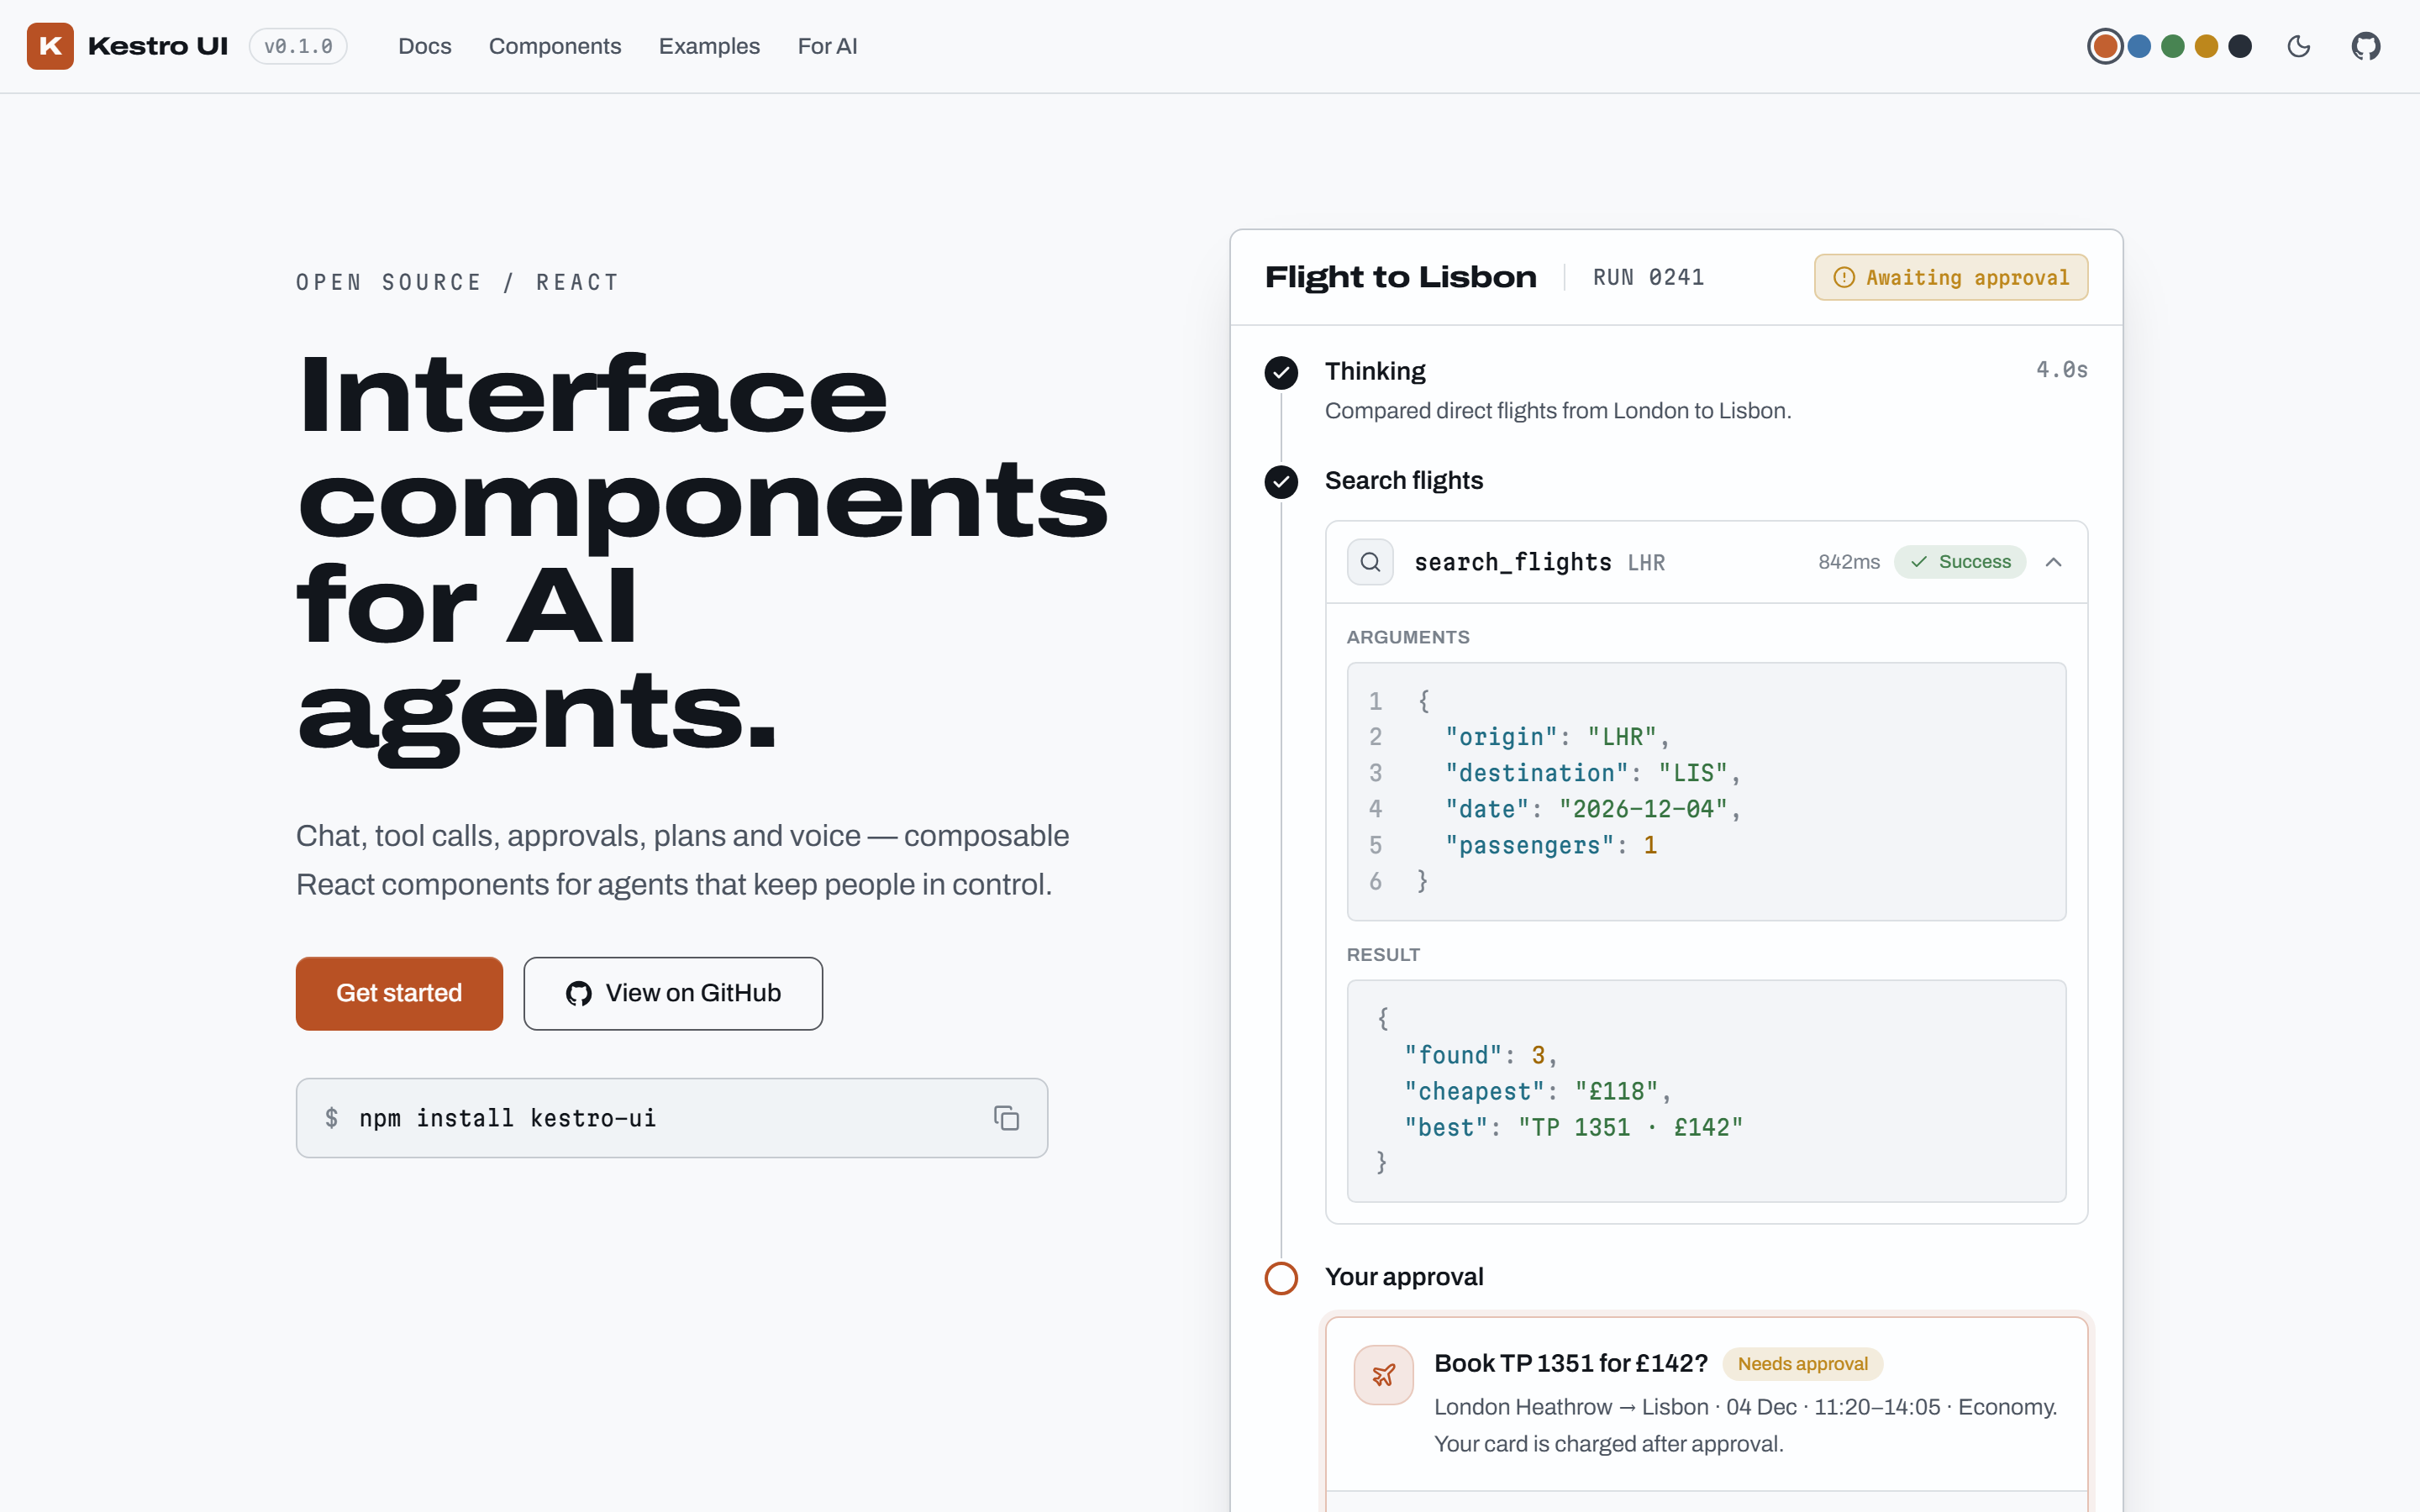 K Kestro UI v0.1.0 Docs Components Examples For AI
OPEN SOURCE / REACT
Interface
components
for AI
agents.
Chat, tool calls, approvals, plans and voice — composable
React components for agents that keep people in control.
Get started View on GitHub
$ npm install kestro-ui
Flight to Lisbon RUN 0241 Awaiting approval
Thinking 4.0s
Compared direct flights from London to Lisbon.
Search flights
search_flights LHR 842ms Success
ARGUMENTS
1 {
2 "origin": "LHR",
3 "destination": "LIS",
4 "date": "2026-12-04",
5 "passengers": 1
6 }
RESULT
{
"found": 3,
"cheapest": "£118",
"best": "TP 1351 · £142"
}
Your approval
Book TP 1351 for £142? Needs approval
London Heathrow → Lisbon · 04 Dec · 11:20–14:05 · Economy.
Your card is charged after approval.